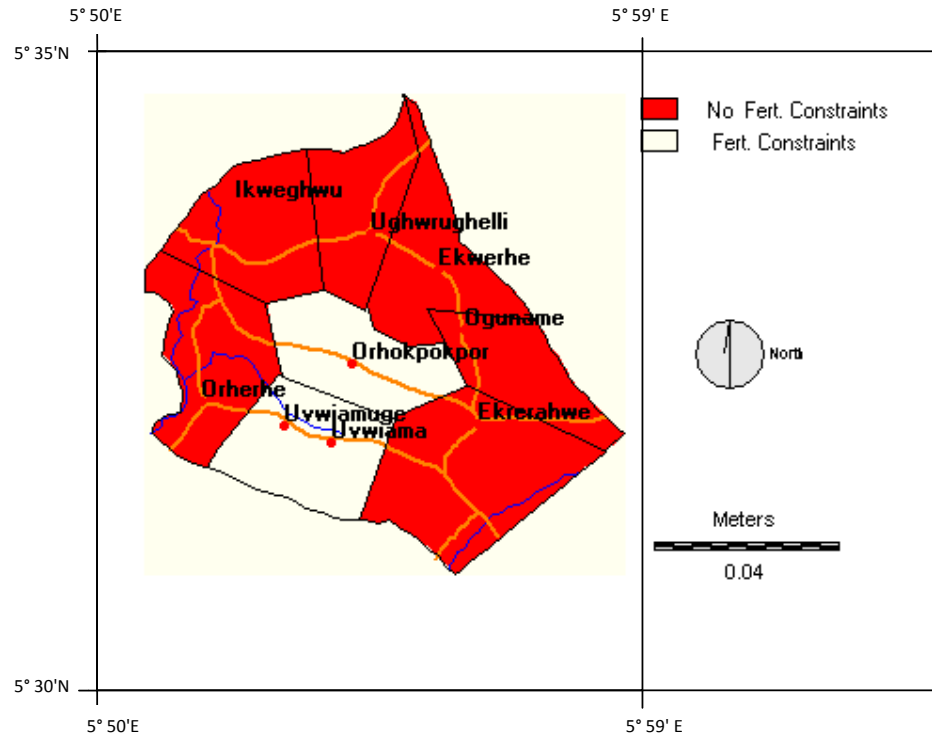 5° 50'E
5° 59' E
5° 35'N
No Fert. Constraints
Fert. Constraints
Ikweghwu
Ughwrughelli
Ekwerhe
Oguname
Orhokpokpor
North
Orherhe
Uvwiamuge
Ekrerahwe
Uvwiama
Meters
0.04
5° 30'N
5° 50'E
5° 59' E